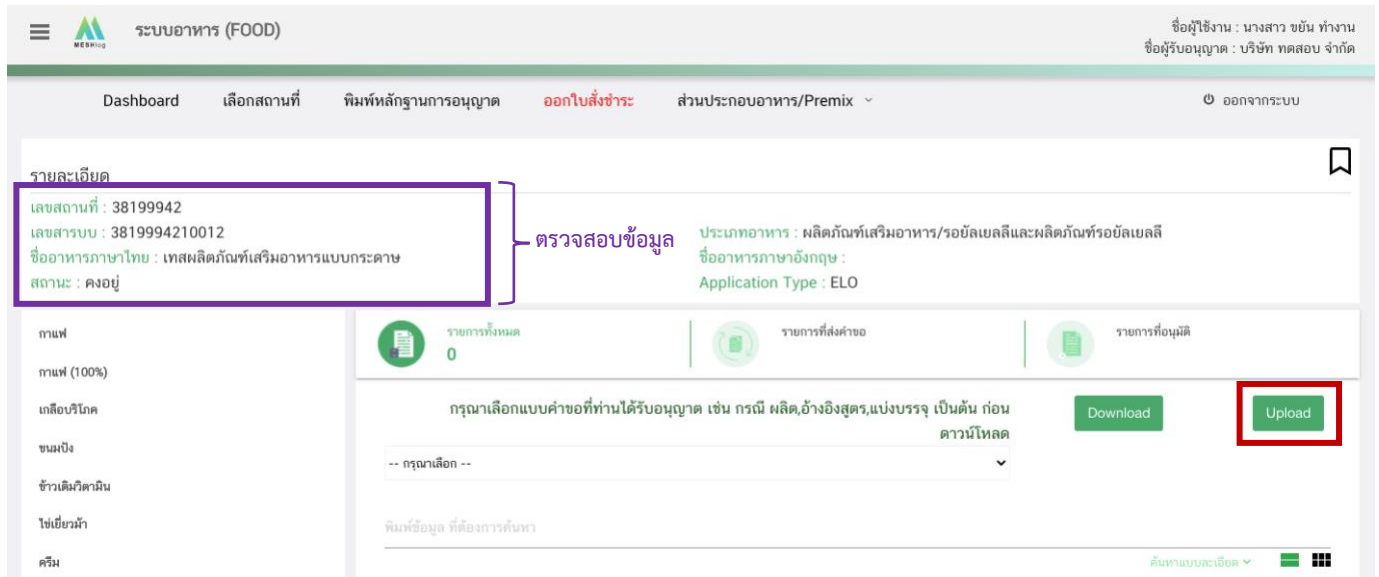 ระบบอาหาร (FOOD)
ชื่อผู้ใช้งาน : นางสาว ขยัน ทำงาน
ชื่อผู้รับอนุญาต : บริษัท ทดสอบ จำกัด
MESHlog
Dashboard เลือกสถานที่ พิมพ์หลักฐานการอนุญาต ออกใบสั่งชำระ ส่วนประกอบอาหาร/Premix ออกจากระบบ
รายละเอียด
เลขสถานที่ : 38199942
เลขสารบบ : 3819994210012
ชื่ออาหารภาษาไทย : เทสผลิตภัณฑ์เสริมอาหารแบบกระดาษ
สถานะ : คงอยู่
ตรวจสอบข้อมูล
ประเภทอาหาร : ผลิตภัณฑ์เสริมอาหาร/รอยัลเยลลีและผลิตภัณฑ์รอยัลเยลลี
ชื่ออาหารภาษาอังกฤษ :
Application Type : ELO
กาแฟ
กาแฟ (100%)
เกลือบริโภค
ขนมปัง
ข้าวเติมวิตามิน
ไข่เยี่ยวม้า
ครีม
รายการทั้งหมด
0
รายการที่ส่งคำขอ
รายการที่อนุมัติ
กรุณาเลือกแบบคำขอที่ท่านได้รับอนุญาต เช่น กรณี ผลิต,อ้างอิงสูตร,แบ่งบรรจุ เป็นต้น ก่อน
ดาวน์โหลด
Download
Upload
-- กรุณาเลือก --
พิมพ์ข้อมูล ที่ต้องการค้นหา
ค้นหาแบบละเอียด